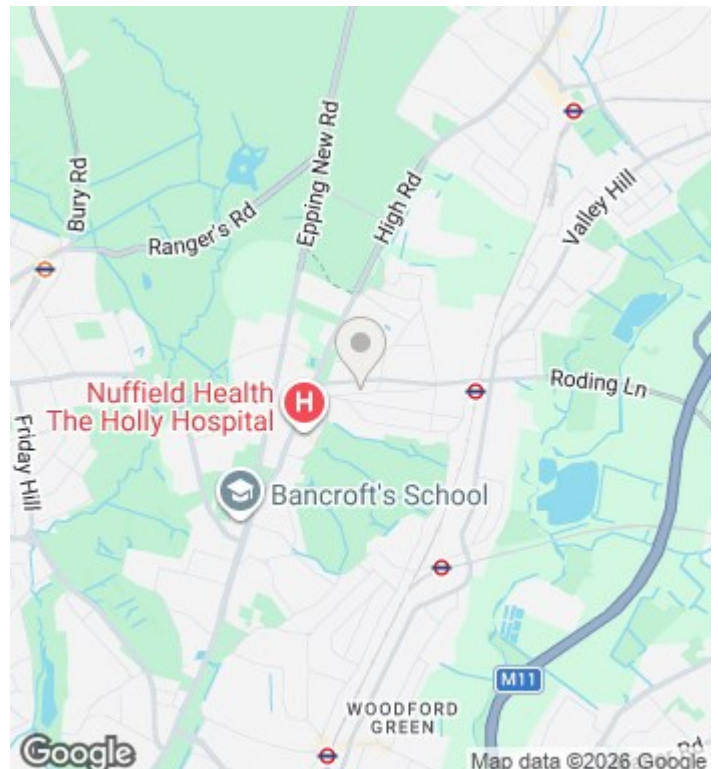 Bury Rd
Epping New Rd
High Rd
Ranger's Rd
Valley Hill
Nuffield Health
The Holly Hospital
H
Roding Ln
Friday Hill
Bancroft's School
M11
WOODFORD
GREEN
Google
Map data ©2026 Google